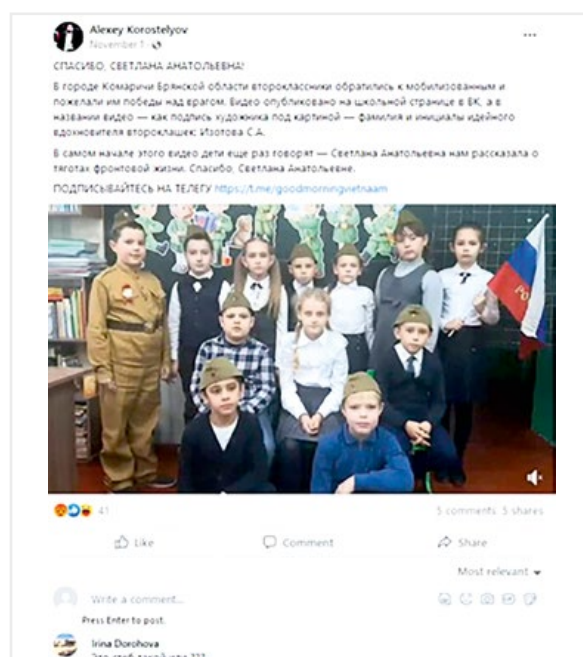 Alexey Korostelyov
November 1
СПАСИБО, СВЕТЛАНА АНАТОЛЬЕВНА!
В городе Комаричи Брянской области второклассники обратились к мобилизованным и
пожелали им победы над врагом. Видео опубликовано на школьной странице в ВК, а в
названии видео — как подпись художника под картиной — фамилия и инициалы идейного
вдохновителя второклашек: Изотова С.А.
В самом начале этого видео дети еще раз говорят — Светлана Анатольевна нам рассказала о
тяготах фронтовой жизни. Спасибо, Светлана Анатольевне.
ПОДПИСЫВАЙТЕСЬ НА ТЕЛЕГУ https://t.me/goodmorningvietnaam
РО
41
5 comments 5 shares
Like
Comment
Share
Most relevant
Write a comment...
Press Enter to post.
Irina Dorohova